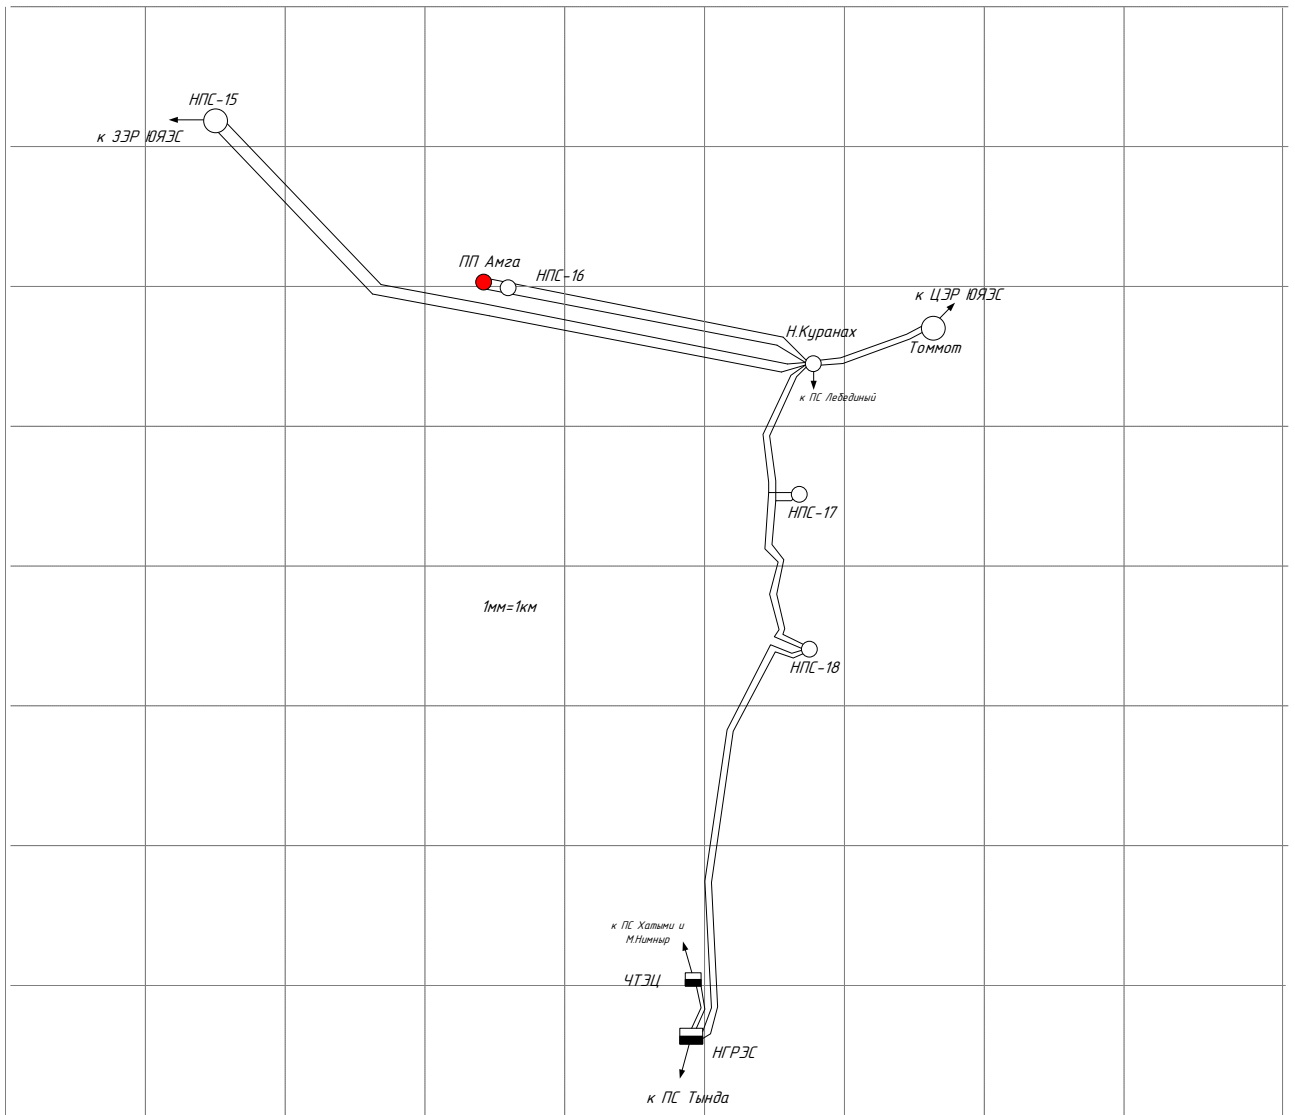 НПС-15
к ЗЭР ЮЯЭС
ПП Амга
НПС-16
к ЦЭР ЮЯЭС
Н.Куранах
Томмот
к ПС Лебединый
НПС-17
1мм=1км
НПС-18
к ПС Хатыми и
М.Нимныр
ЧТЭЦ
НГРЭС
к ПС Тында